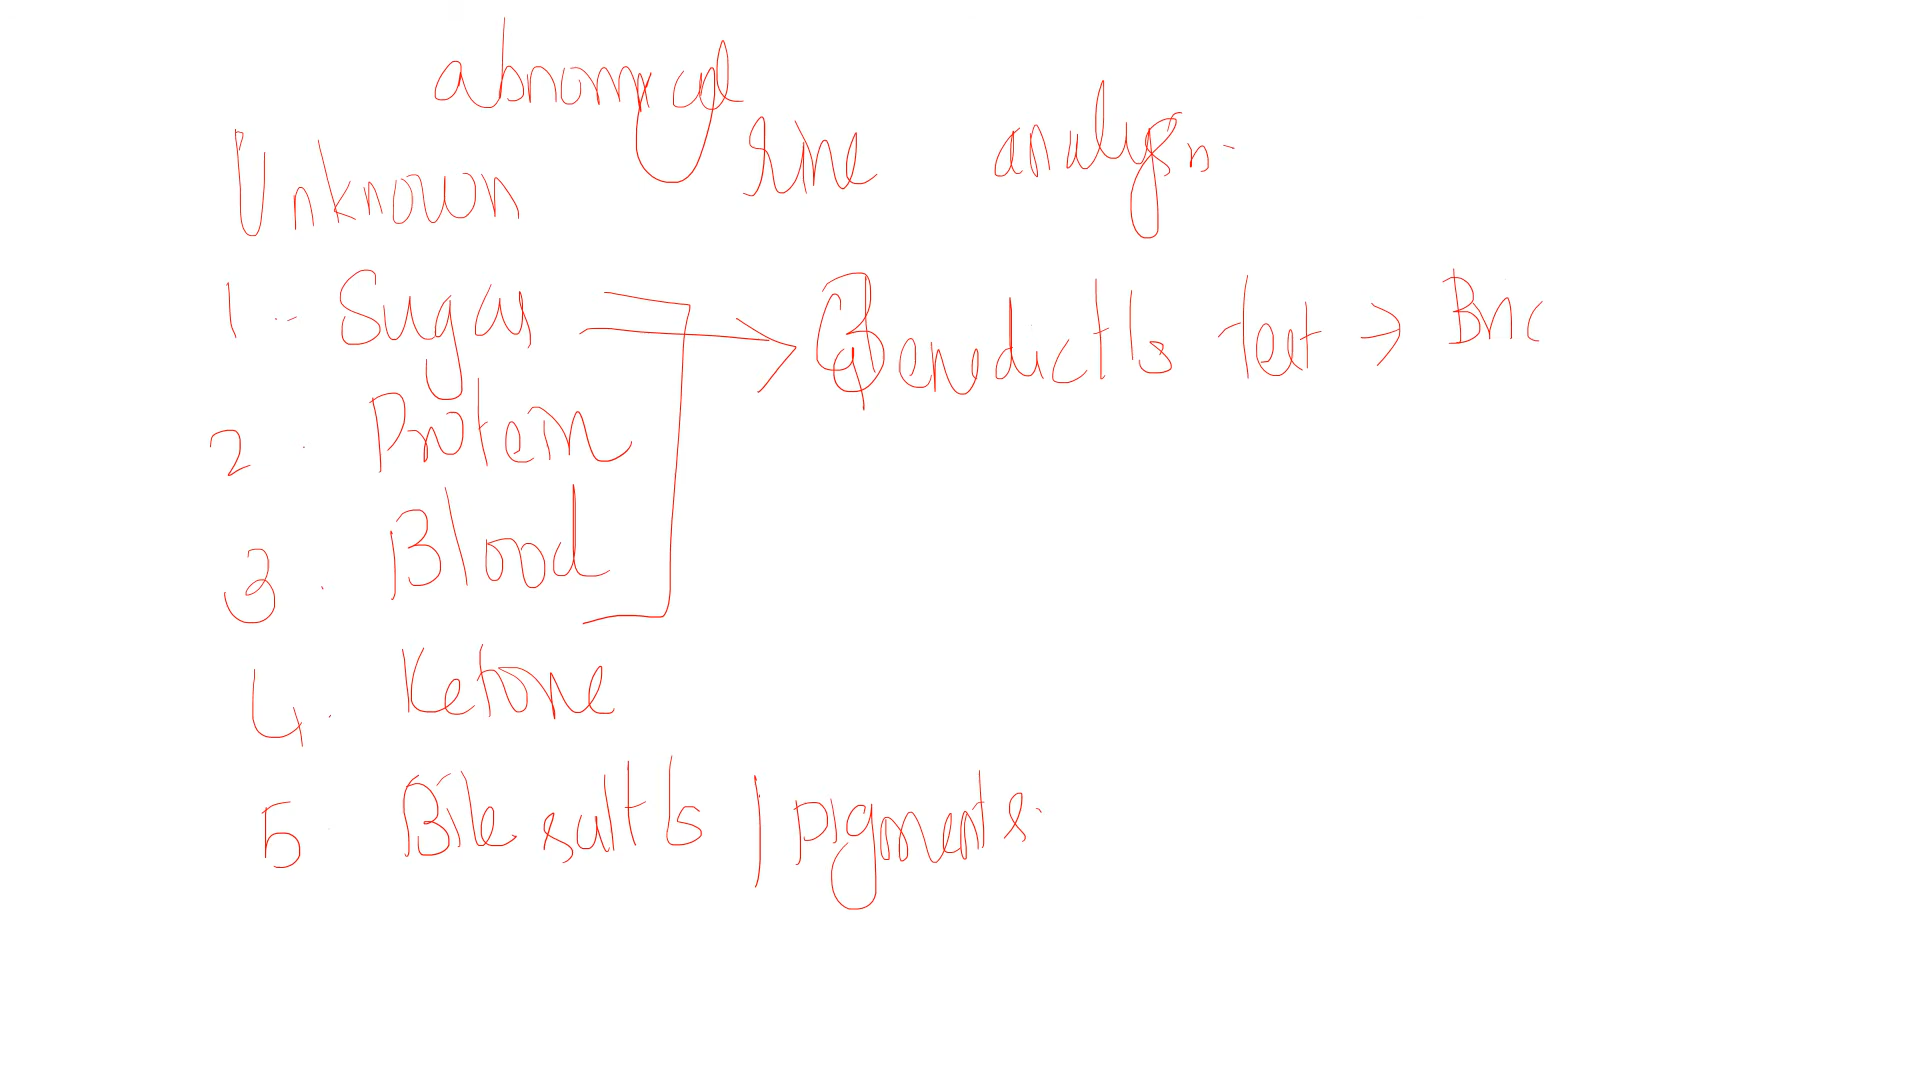 abnormal
Unknown Urine analysis.
1. Sugar → Benedict's test → Bric
2. Protein
3. Blood
4. Ketone
5 Bile salts | pigments.